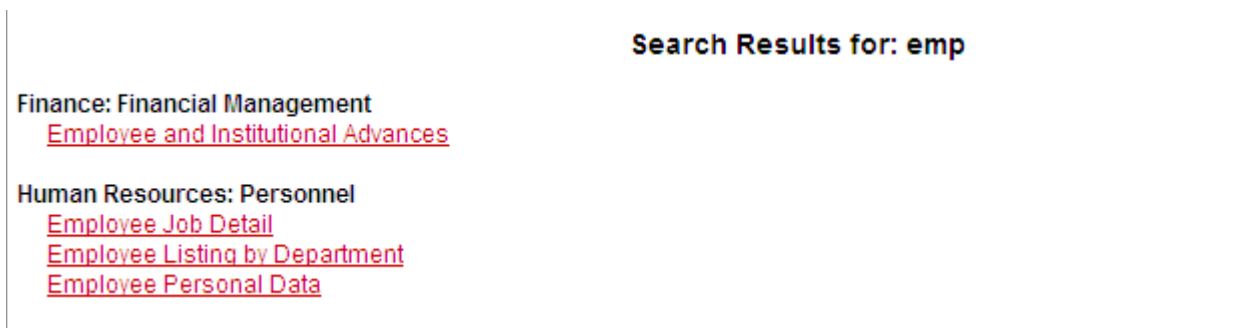 Search Results for: emp
Finance: Financial Management
Employee and Institutional Advances
Human Resources: Personnel
Employee Job Detail
Employee Listing by Department
Employee Personal Data